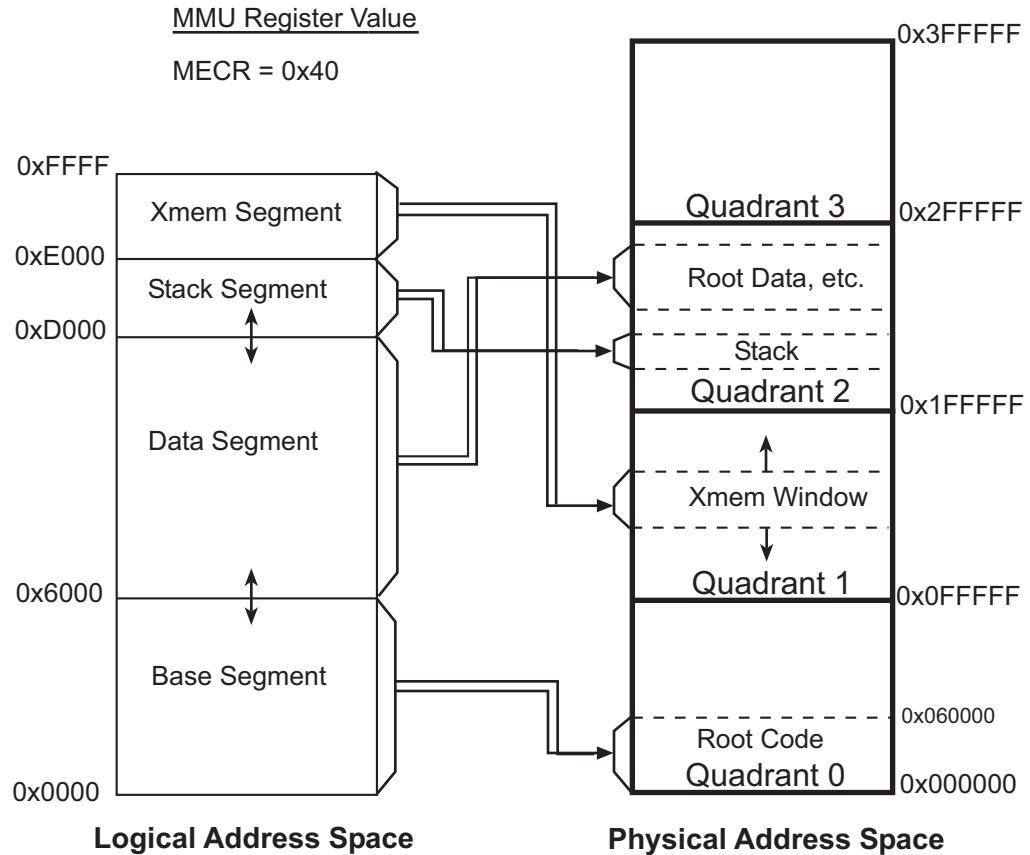 MMU Register Value
MECR = 0x40
0xFFFF
Xmem Segment
0xE000
Stack Segment
0xD000
Data Segment
0x6000
Base Segment
0x0000
Logical Address Space
0x3FFFFF
Quadrant 3
0x2FFFFF
Root Data, etc.
Stack
Quadrant 2
0x1FFFFF
Xmem Window
Quadrant 1
0x0FFFFF
0x060000
Root Code
Quadrant 0
0x000000
Physical Address Space